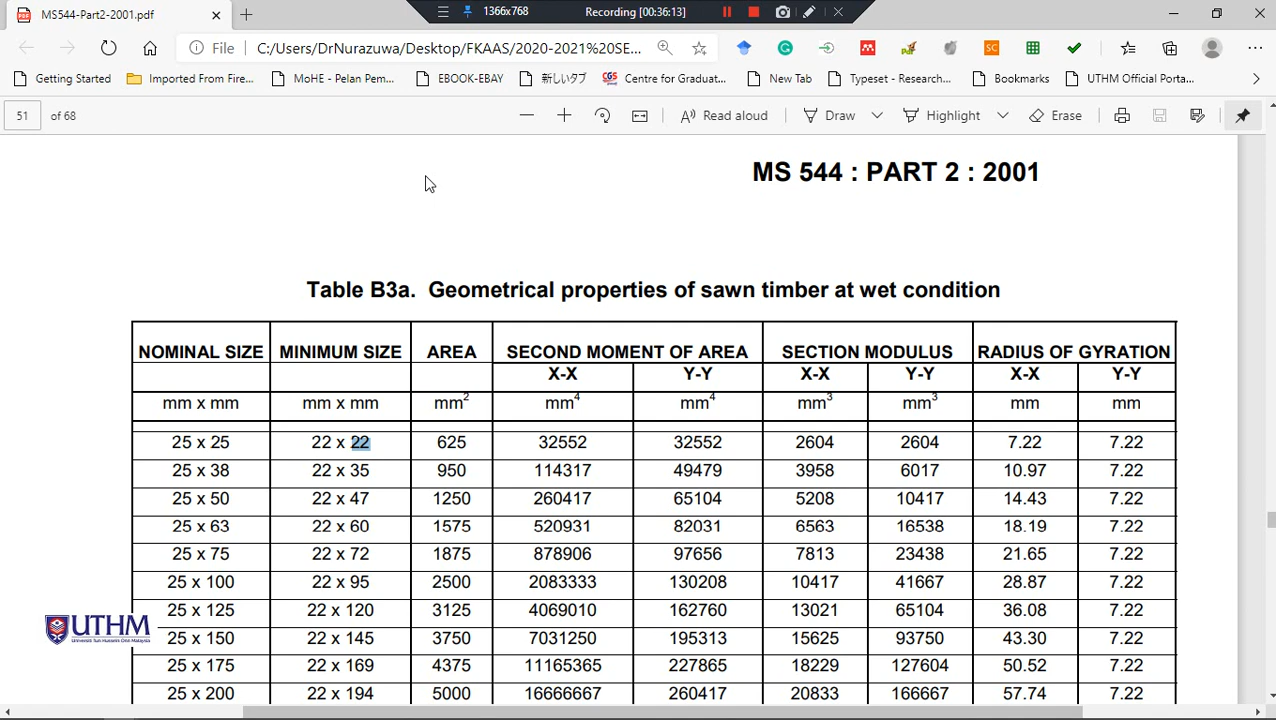 MS544-Part2-2001.pdf
1366x768
Recording [00:36:13]
File
C:/Users/DrNurazuwa/Desktop/FKAAS/2020-2021%20SE...
Getting Started
Imported From Fire...
MoHE - Pelan Pem...
EBOOK-EBAY
新しいタブ
Centre for Graduat...
New Tab
Typeset - Research...
Bookmarks
UTHM Official Porta...
51 of 68
Read aloud
Draw
Highlight
Erase
MS 544 : PART 2 : 2001
Table B3a. Geometrical properties of sawn timber at wet condition
NOMINAL SIZE MINIMUM SIZE AREA SECOND MOMENT OF AREA SECTION MODULUS RADIUS OF GYRATION
X-X Y-Y X-X Y-Y X-X Y-Y
mm x mm mm x mm mm² mm⁴ mm⁴ mm³ mm³ mm mm
25 x 25 22 x 22 625 32552 32552 2604 2604 7.22 7.22
25 x 38 22 x 35 950 114317 49479 3958 6017 10.97 7.22
25 x 50 22 x 47 1250 260417 65104 5208 10417 14.43 7.22
25 x 63 22 x 60 1575 520931 82031 6563 16538 18.19 7.22
25 x 75 22 x 72 1875 878906 97656 7813 23438 21.65 7.22
25 x 100 22 x 95 2500 2083333 130208 10417 41667 28.87 7.22
25 x 125 22 x 120 3125 4069010 162760 13021 65104 36.08 7.22
25 x 150 22 x 145 3750 7031250 195313 15625 93750 43.30 7.22
25 x 175 22 x 169 4375 11165365 227865 18229 127604 50.52 7.22
25 x 200 22 x 194 5000 16666667 260417 20833 166667 57.74 7.22
UTHM
Universiti Tun Hussein Onn Malaysia